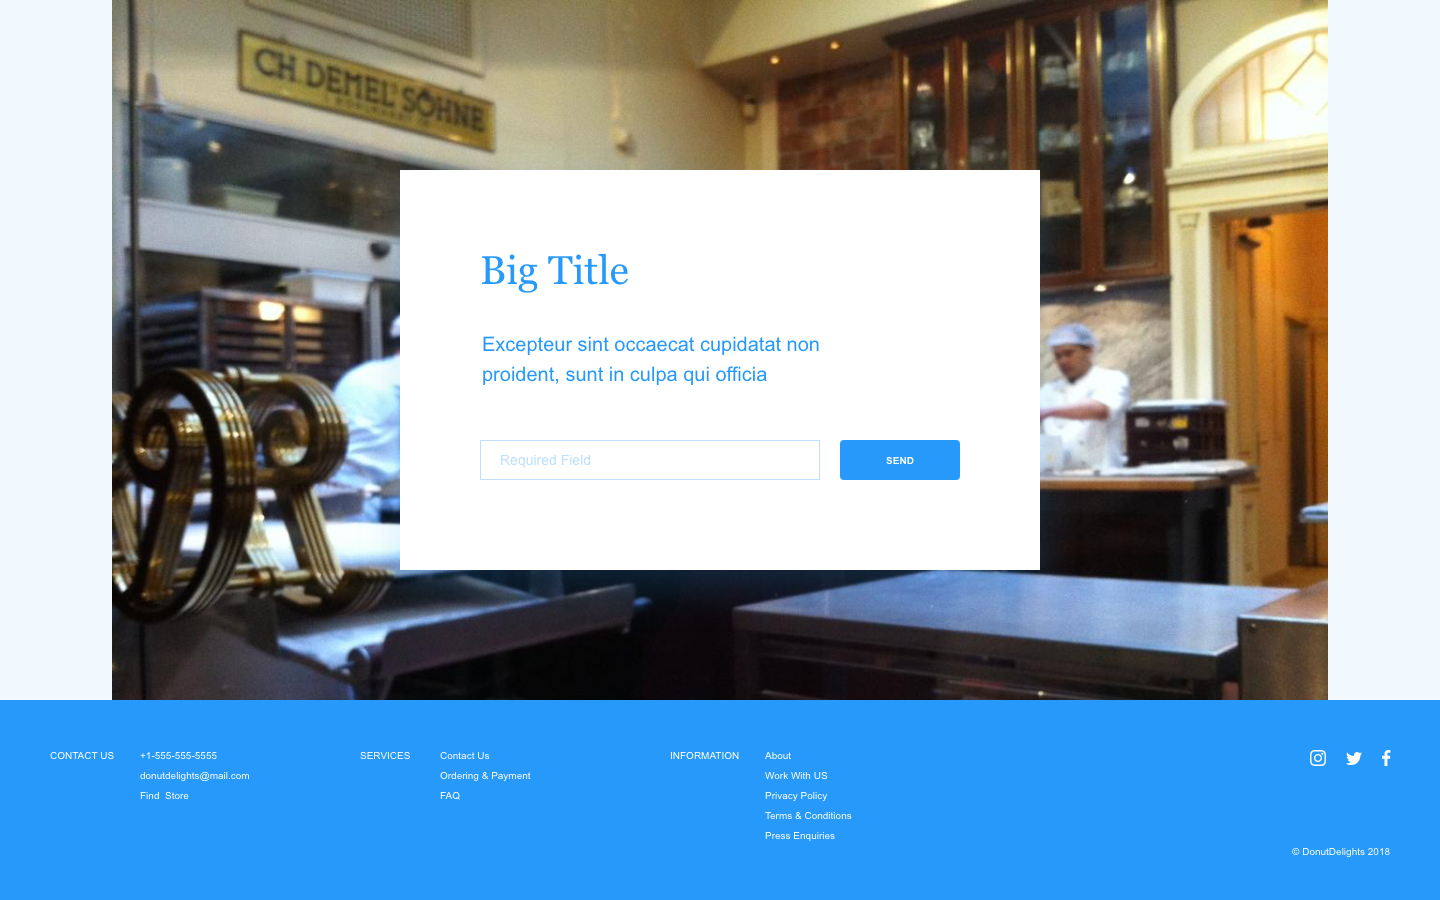 CH. DEMEL'S SÖHNE
Big Title
Excepteur sint occaecat cupidatat non
proident, sunt in culpa qui officia
Required Field
SEND
CONTACT US
+1-555-555-5555
donutdelights@mail.com
Find Store
SERVICES
Contact Us
Ordering & Payment
FAQ
INFORMATION
About
Work With US
Privacy Policy
Terms & Conditions
Press Enquiries
© DonutDelights 2018